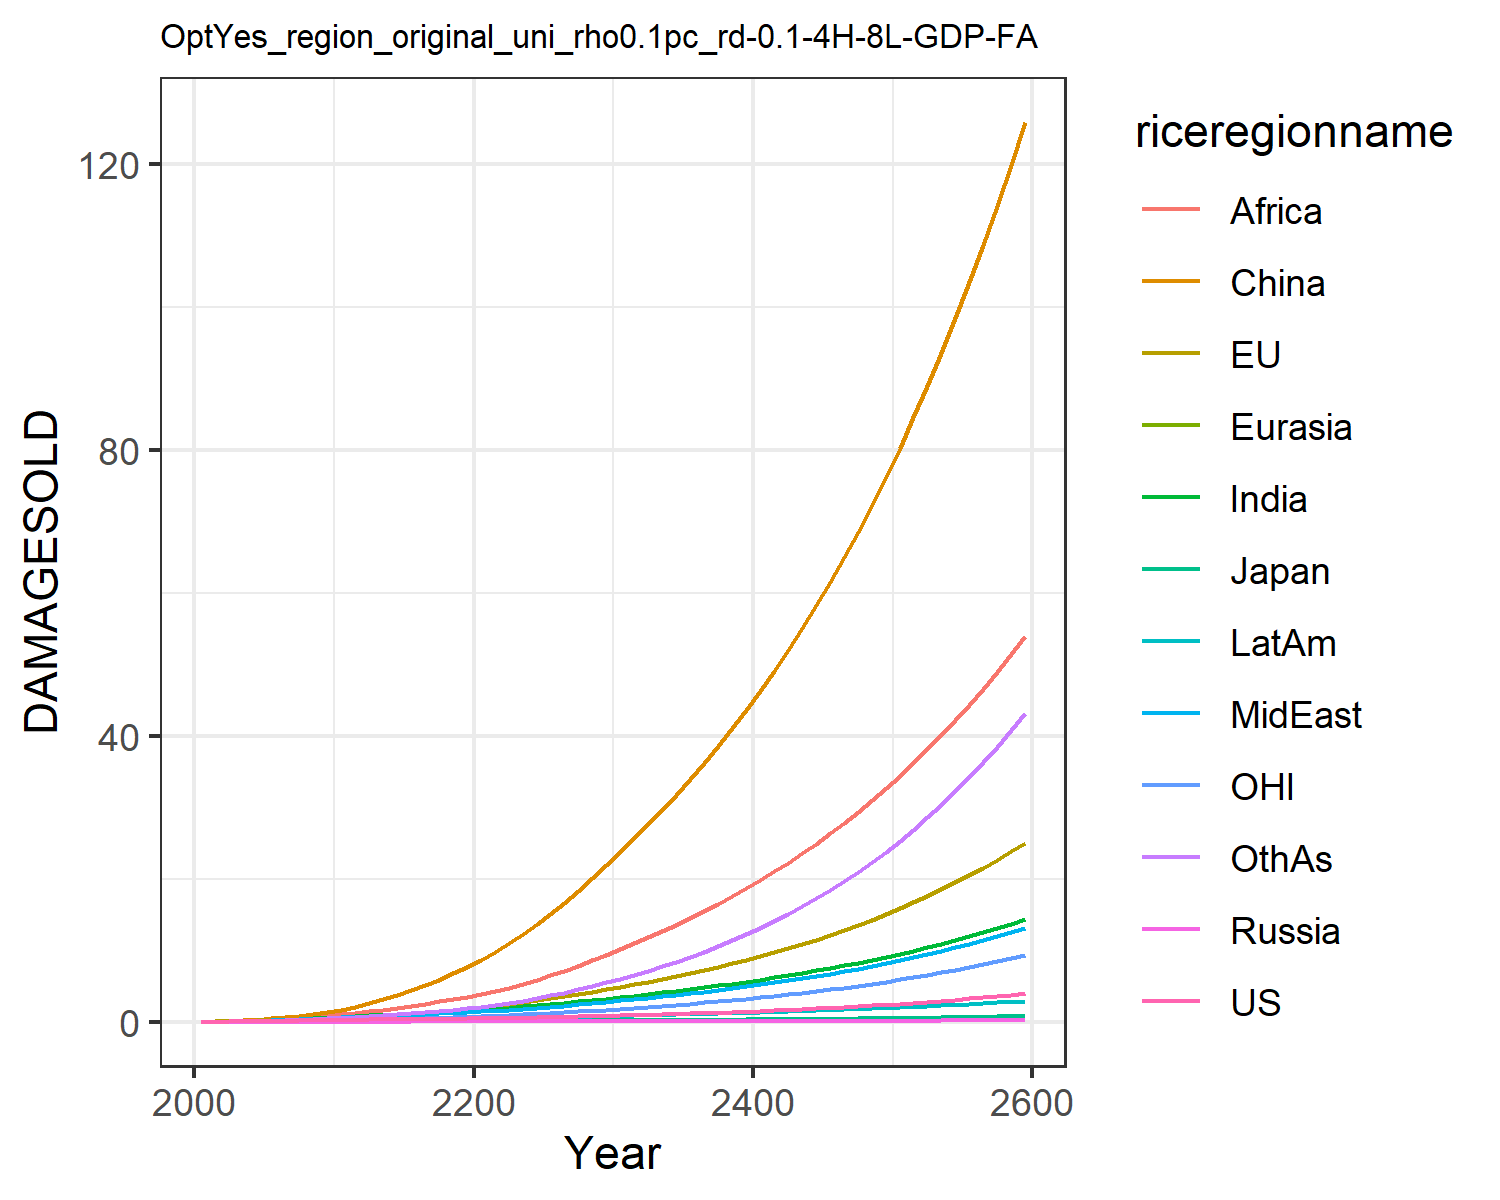 OptYes_region_original_uni_rho0.1pc_rd-0.1-4H-8L-GDP-FA
DAMAGESOLD
120
80
40
0
2000 2200 2400 2600
Year
riceregionname
Africa
China
EU
Eurasia
India
Japan
LatAm
MidEast
OHI
OthAs
Russia
US